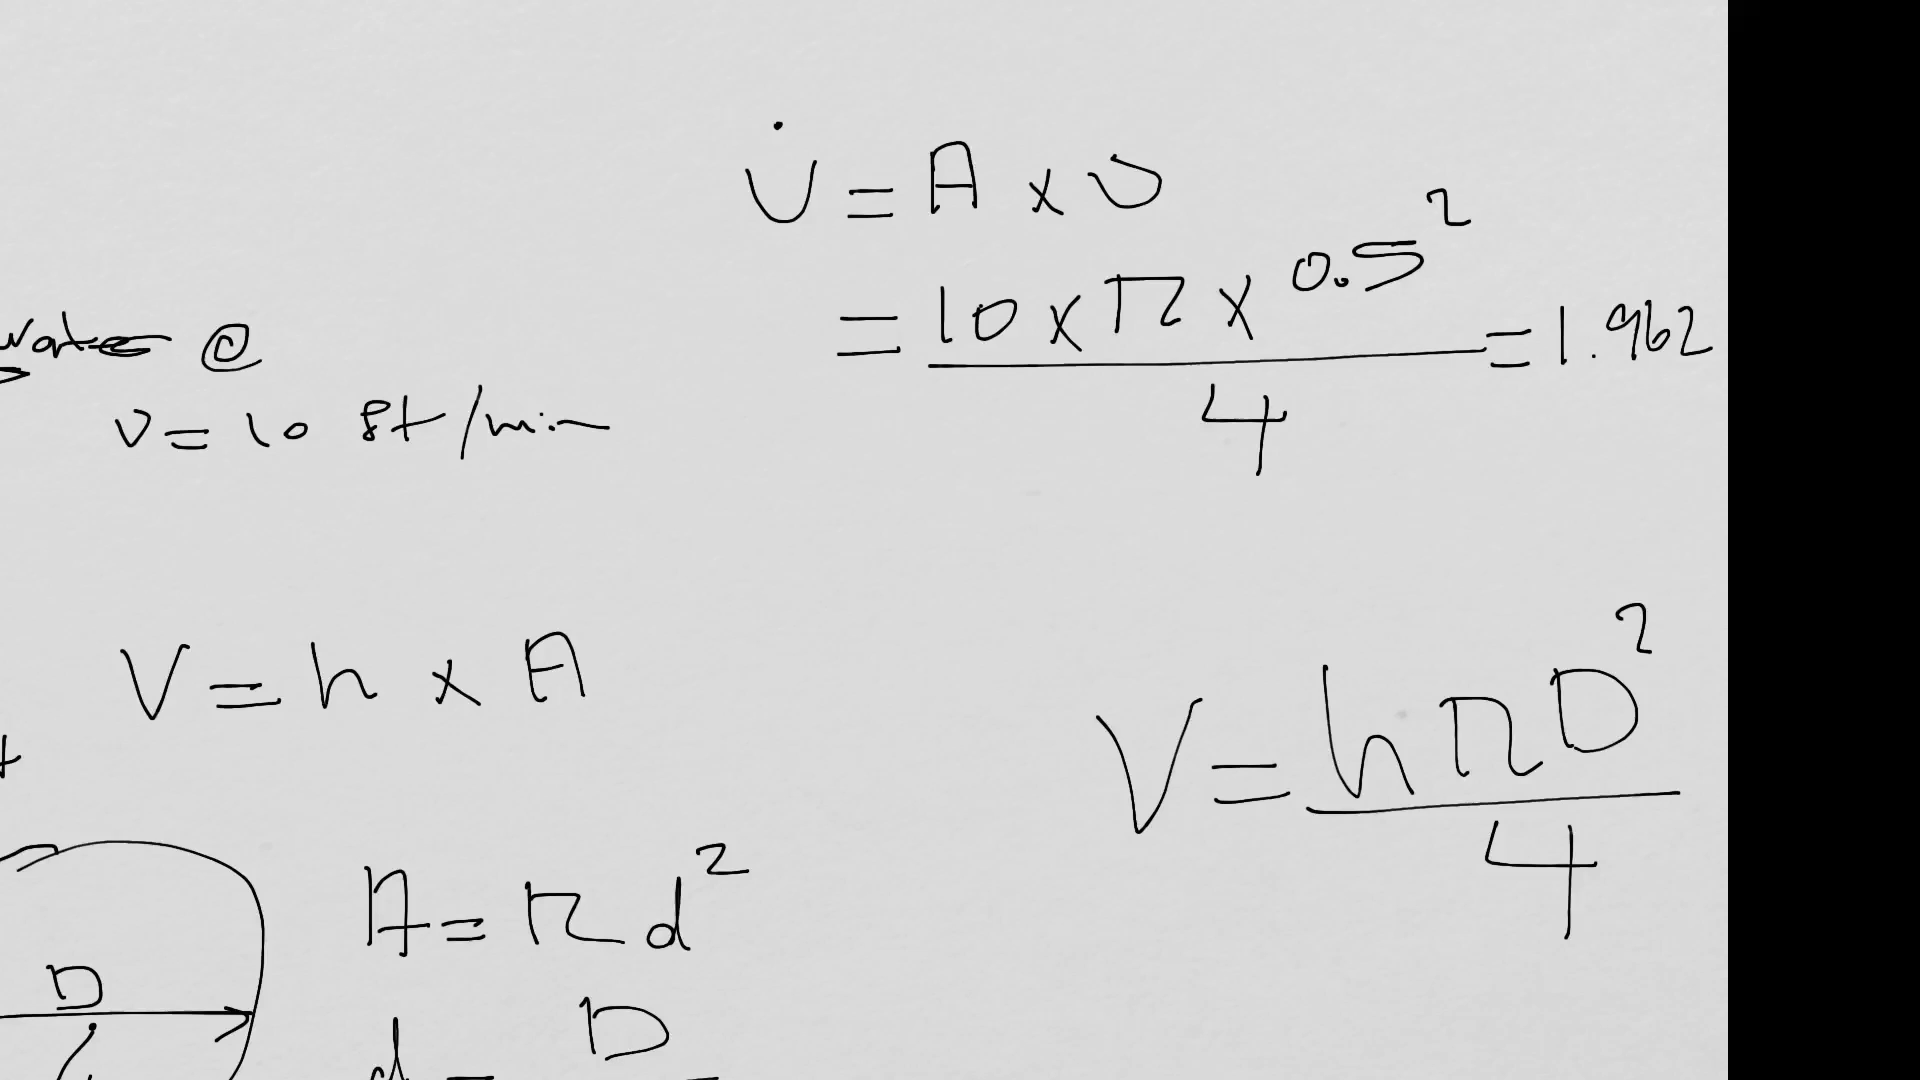 V̇ = A x υ
= 10 x π x 0.5² / 4 = 1.962
water @
v = 10 ft/min
V = h x A
V = hπD² / 4
A = πd²
D
d = D